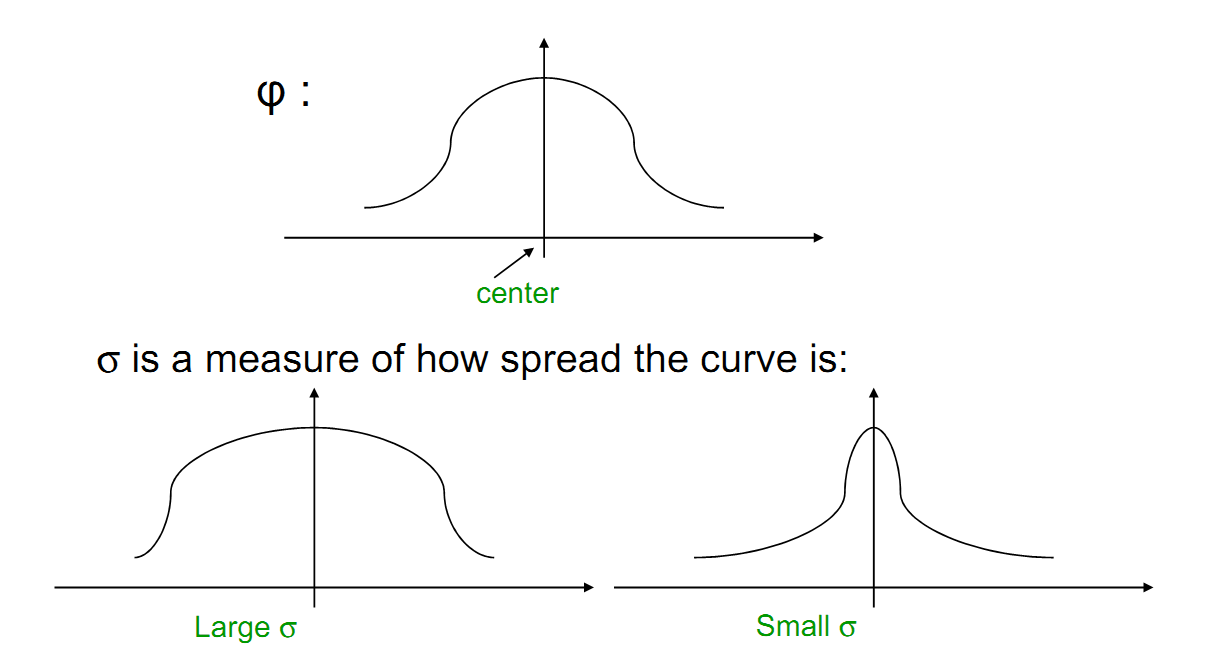 φ :
center
σ is a measure of how spread the curve is:
Large σ
Small σ